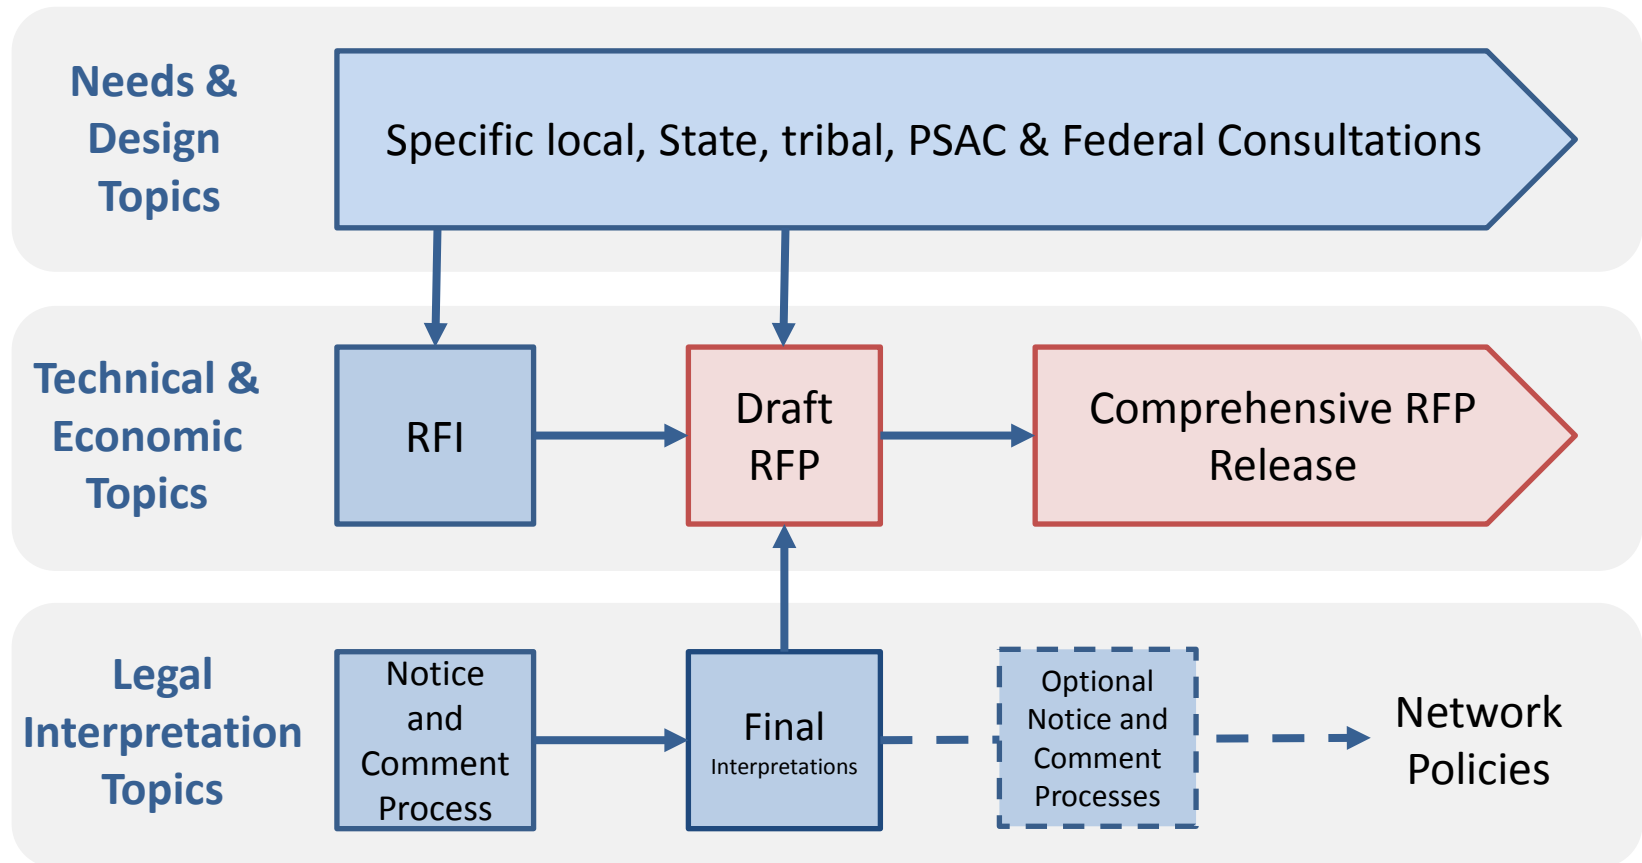 Needs &
Design
Topics
Specific local, State, tribal, PSAC & Federal Consultations
Technical &
Economic
Topics
RFI
Draft
RFP
Comprehensive RFP
Release
Legal
Interpretation
Topics
Notice
and
Comment
Process
Final
Interpretations
Optional
Notice and
Comment
Processes
Network
Policies